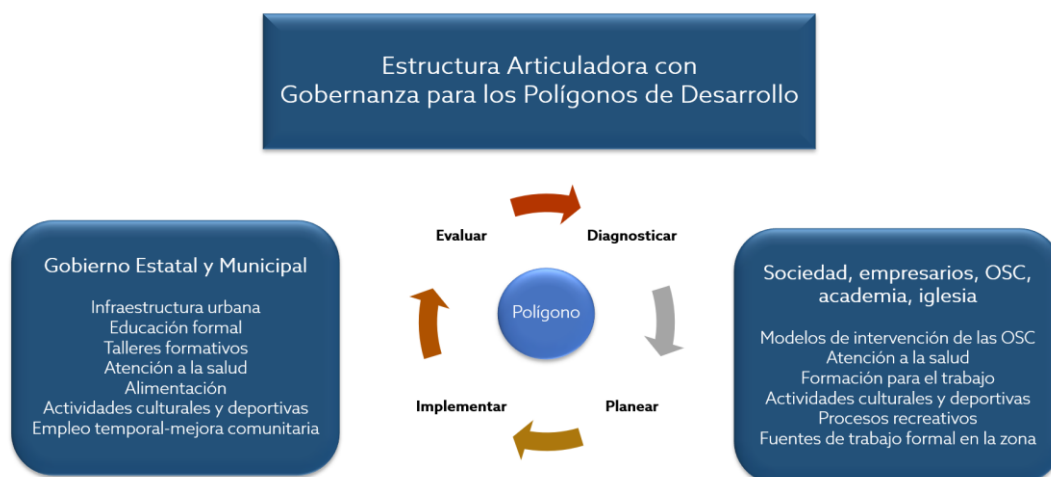 Estructura Articuladora con
Gobernanza para los Polígonos de Desarrollo
Gobierno Estatal y Municipal
Infraestructura urbana
Educación formal
Talleres formativos
Atención a la salud
Alimentación
Actividades culturales y deportivas
Empleo temporal-mejora comunitaria
Evaluar
Diagnosticar
Polígono
Implementar
Planear
Sociedad, empresarios, OSC,
academia, iglesia
Modelos de intervención de las OSC
Atención a la salud
Formación para el trabajo
Actividades culturales y deportivas
Procesos recreativos
Fuentes de trabajo formal en la zona